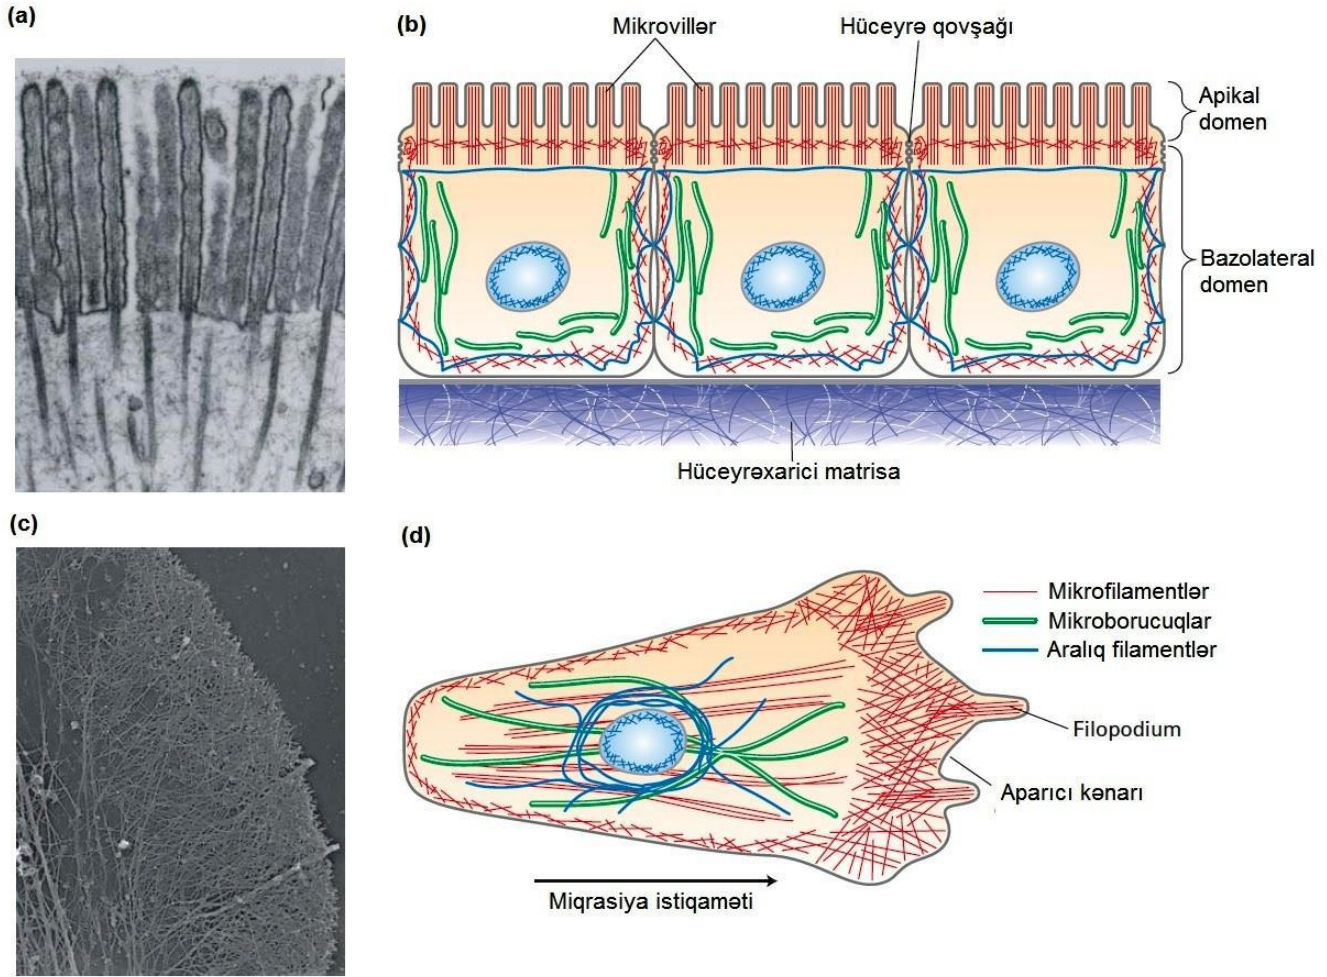 (a)
(b)
Mikrovillər
Hüceyrə qovşağı
Apikal
domen
Bazolateral
domen
Hüceyrəxarici matrisa
(c)
(d)
Mikrofilamentlər
Mikroborucuqlar
Aralıq filamentlər
Filopodium
Aparıcı kənarı
Miqrasiya istiqaməti